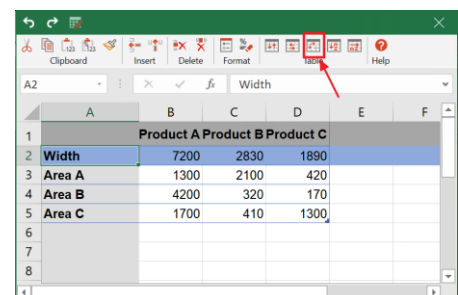 Clipboard Insert Delete Format Table Help
A2 fx Width
A B C D E F
1 Product A Product B Product C
2 Width 7200 2830 1890
3 Area A 1300 2100 420
4 Area B 4200 320 170
5 Area C 1700 410 1300
6
7
8